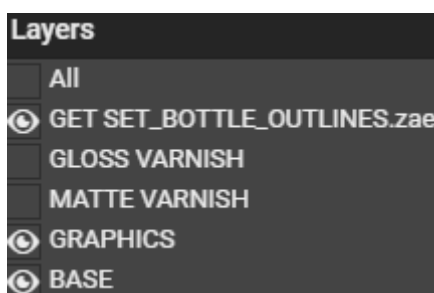 Layers
All
GET SET_BOTTLE_OUTLINES.zae
GLOSS VARNISH
MATTE VARNISH
GRAPHICS
BASE